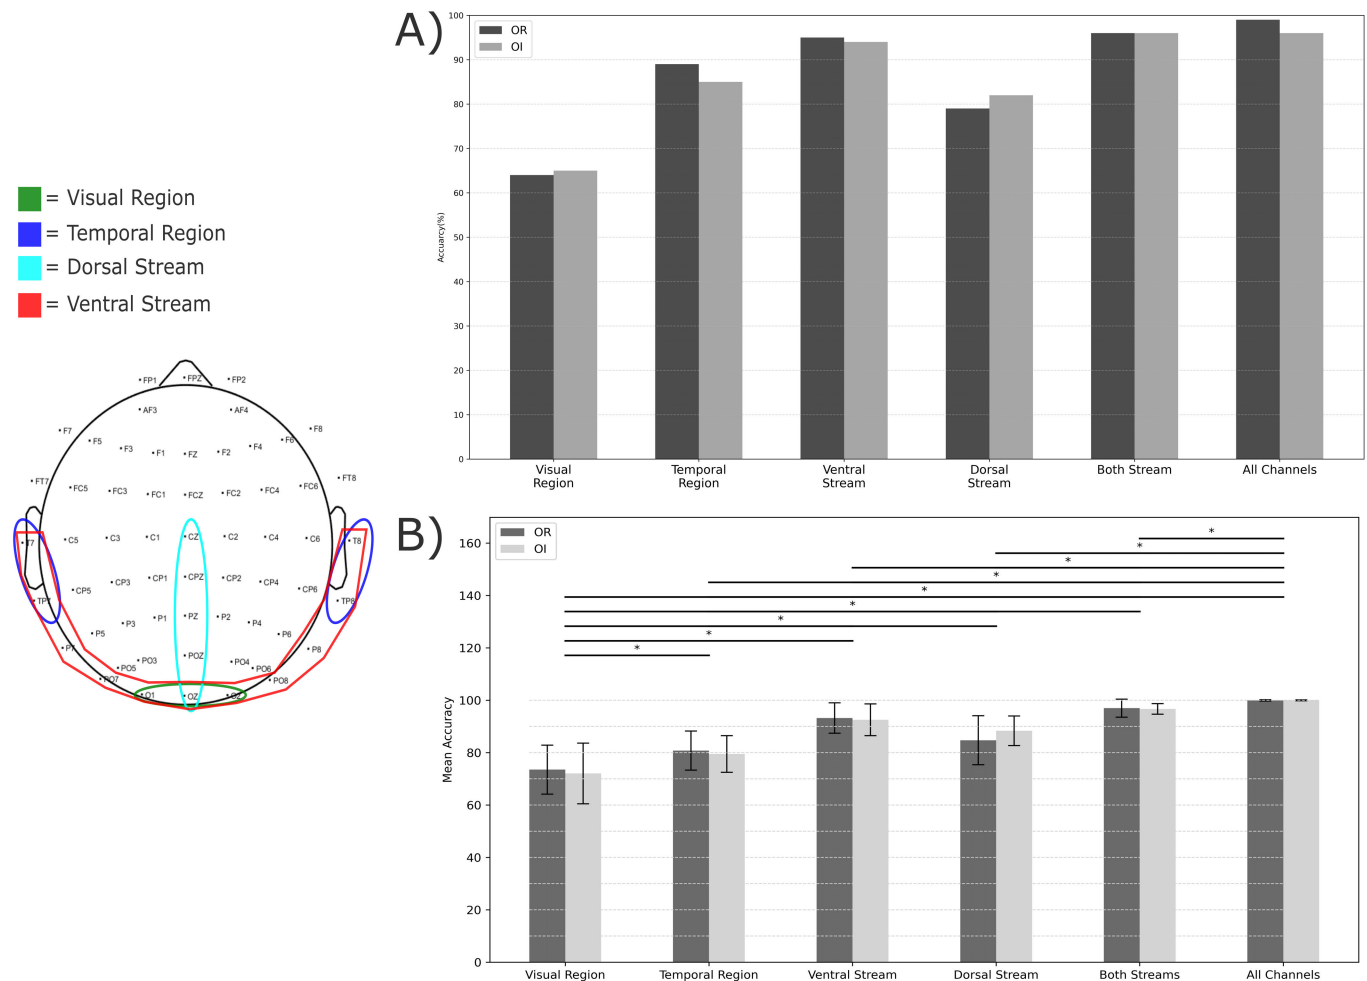 = Visual Region
= Temporal Region
= Dorsal Stream
= Ventral Stream
FP1 FPZ FP2
AF3 AF4
F7 F5 F3 F1 FZ F2 F4 F6 F8
FT7 FC5 FC3 FC1 FCZ FC2 FC4 FC6 FT8
T7 C5 C3 C1 CZ C2 C4 C6 T8
TP7 CP5 CP3 CP1 CPZ CP2 CP4 CP6 TP8
P7 P5 P3 P1 PZ P2 P4 P6 P8
PO7 PO5 PO3 POZ PO4 PO6 PO8
O1 OZ O2
A)
OR
OI
Accuarcy(%)
100
90
80
70
60
50
40
30
20
10
0
Visual Region
Temporal Region
Ventral Stream
Dorsal Stream
Both Stream
All Channels
B)
OR
OI
Mean Accuracy
160
140
120
100
80
60
40
20
0
*
*
*
*
*
*
*
*
*
Visual Region
Temporal Region
Ventral Stream
Dorsal Stream
Both Streams
All Channels